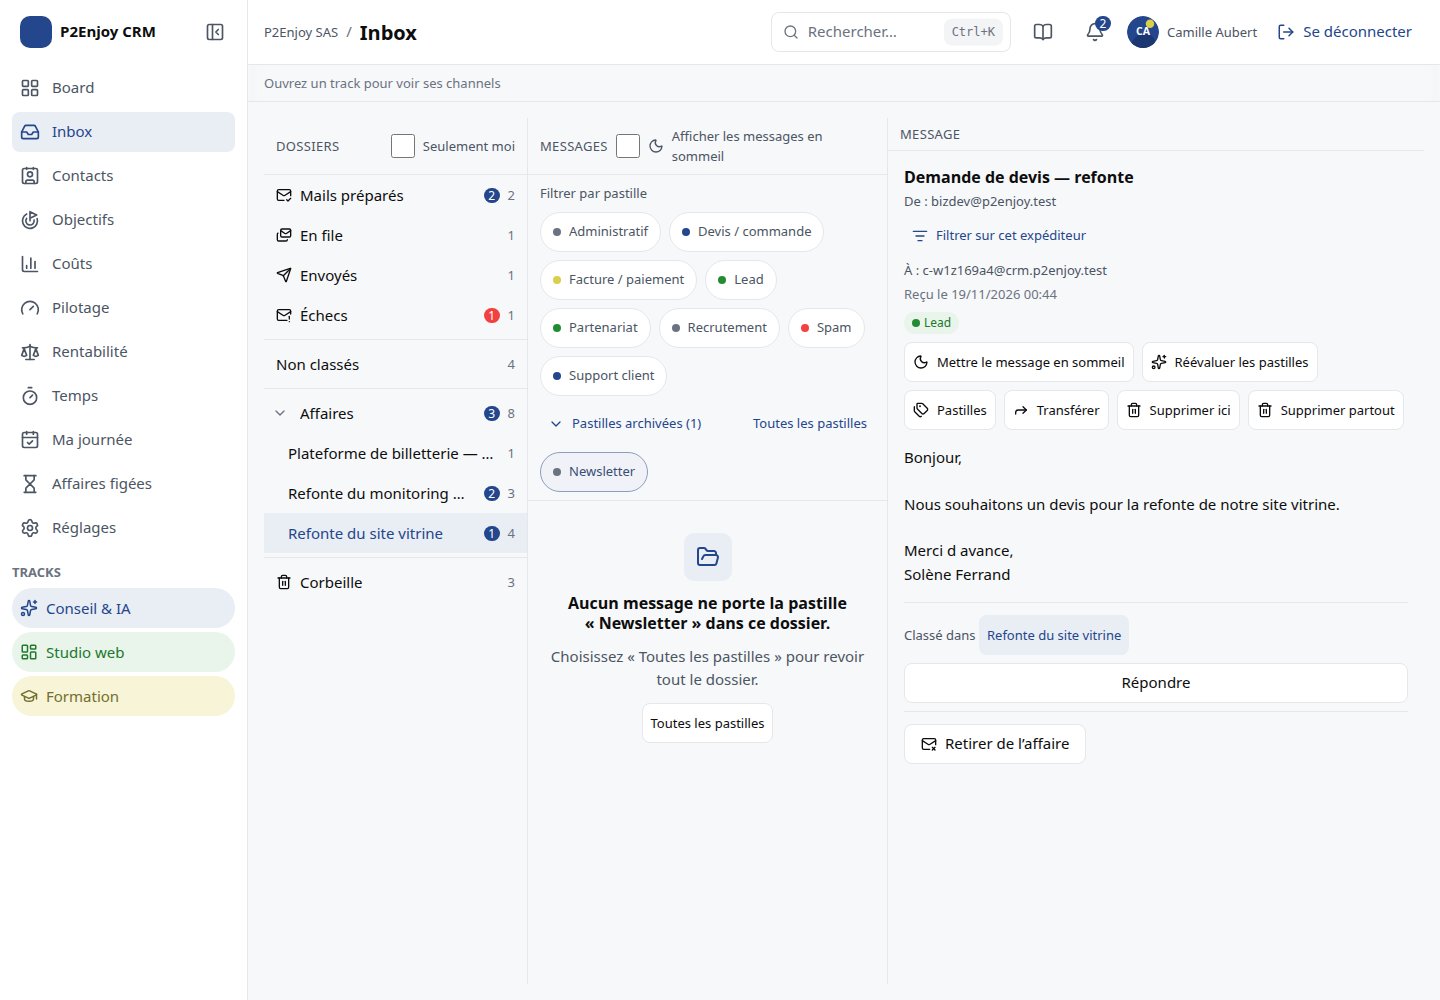 P2Enjoy CRM
Board
Inbox
Contacts
Objectifs
Coûts
Pilotage
Rentabilité
Temps
Ma journée
Affaires figées
Réglages
TRACKS
Conseil & IA
Studio web
Formation
P2Enjoy SAS / Inbox
Rechercher... Ctrl+K
2
CA
Camille Aubert
Se déconnecter
Ouvrez un track pour voir ses channels
DOSSIERS
Seulement moi
Mails préparés 2 2
En file 1
Envoyés 1
Échecs 1 1
Non classés 4
Affaires 3 8
Plateforme de billetterie — ... 1
Refonte du monitoring ... 2 3
Refonte du site vitrine 1 4
Corbeille 3
MESSAGES
Afficher les messages en
sommeil
Filtrer par pastille
Administratif
Devis / commande
Facture / paiement
Lead
Partenariat
Recrutement
Spam
Support client
Pastilles archivées (1)
Toutes les pastilles
Newsletter
Aucun message ne porte la pastille
« Newsletter » dans ce dossier.
Choisissez « Toutes les pastilles » pour revoir
tout le dossier.
Toutes les pastilles
MESSAGE
Demande de devis — refonte
De : bizdev@p2enjoy.test
Filtrer sur cet expéditeur
À : c-w1z169a4@crm.p2enjoy.test
Reçu le 19/11/2026 00:44
Lead
Mettre le message en sommeil
Réévaluer les pastilles
Pastilles
Transférer
Supprimer ici
Supprimer partout
Bonjour,
Nous souhaitons un devis pour la refonte de notre site vitrine.
Merci d avance,
Solène Ferrand
Classé dans Refonte du site vitrine
Répondre
Retirer de l’affaire